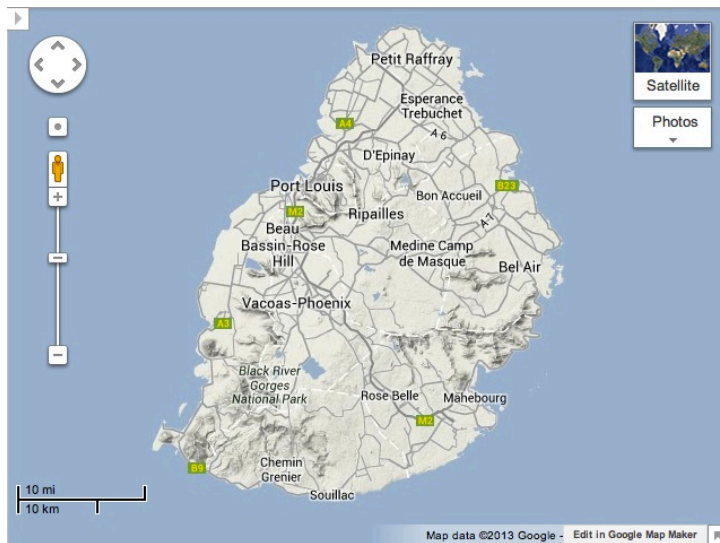 Petit Raffray
Satellite
Esperance
Trebuchet
Photos
A4
A 6
D'Epinay
Port Louis
Bon Accueil
B23
M2
Ripailles
A 7
Beau
Bassin-Rose
Hill
Medine Camp
de Masque
Bel Air
Vacoas-Phoenix
A3
Black River
Gorges
National Park
Rose Belle
Mahebourg
M2
Chemin
Grenier
B9
Souillac
10 mi
10 km
Map data ©2013 Google -
Edit in Google Map Maker